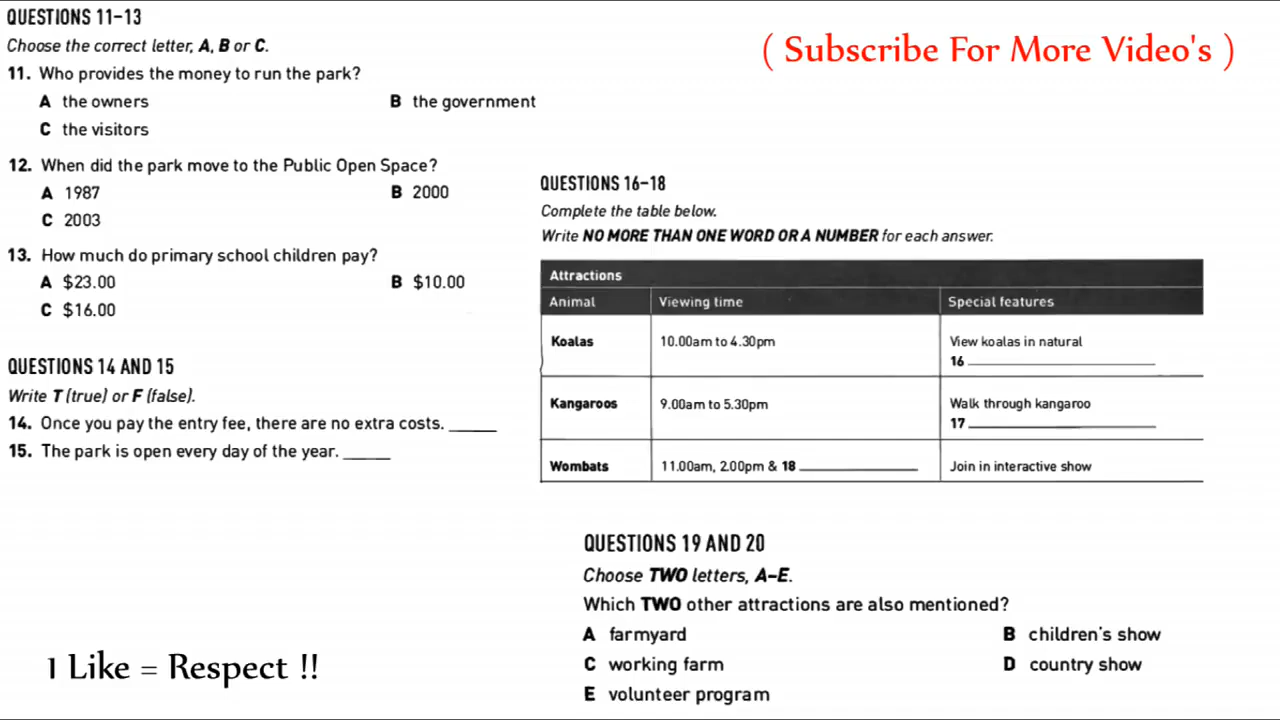 QUESTIONS 11–13
Choose the correct letter, A, B or C.
11. Who provides the money to run the park?
A the owners
B the government
C the visitors
12. When did the park move to the Public Open Space?
A 1987
B 2000
C 2003
13. How much do primary school children pay?
A $23.00
B $10.00
C $16.00
QUESTIONS 14 AND 15
Write T (true) or F (false).
14. Once you pay the entry fee, there are no extra costs. _____
15. The park is open every day of the year. _____
( Subscribe For More Video's )
QUESTIONS 16–18
Complete the table below.
Write NO MORE THAN ONE WORD OR A NUMBER for each answer.
Attractions
Animal Viewing time Special features
Koalas 10.00am to 4.30pm View koalas in natural
16 _____
Kangaroos 9.00am to 5.30pm Walk through kangaroo
17 _____
Wombats 11.00am, 2.00pm & 18 _____ Join in interactive show
QUESTIONS 19 AND 20
Choose TWO letters, A–E.
Which TWO other attractions are also mentioned?
A farmyard
B children's show
C working farm
D country show
E volunteer program
1 Like = Respect !!